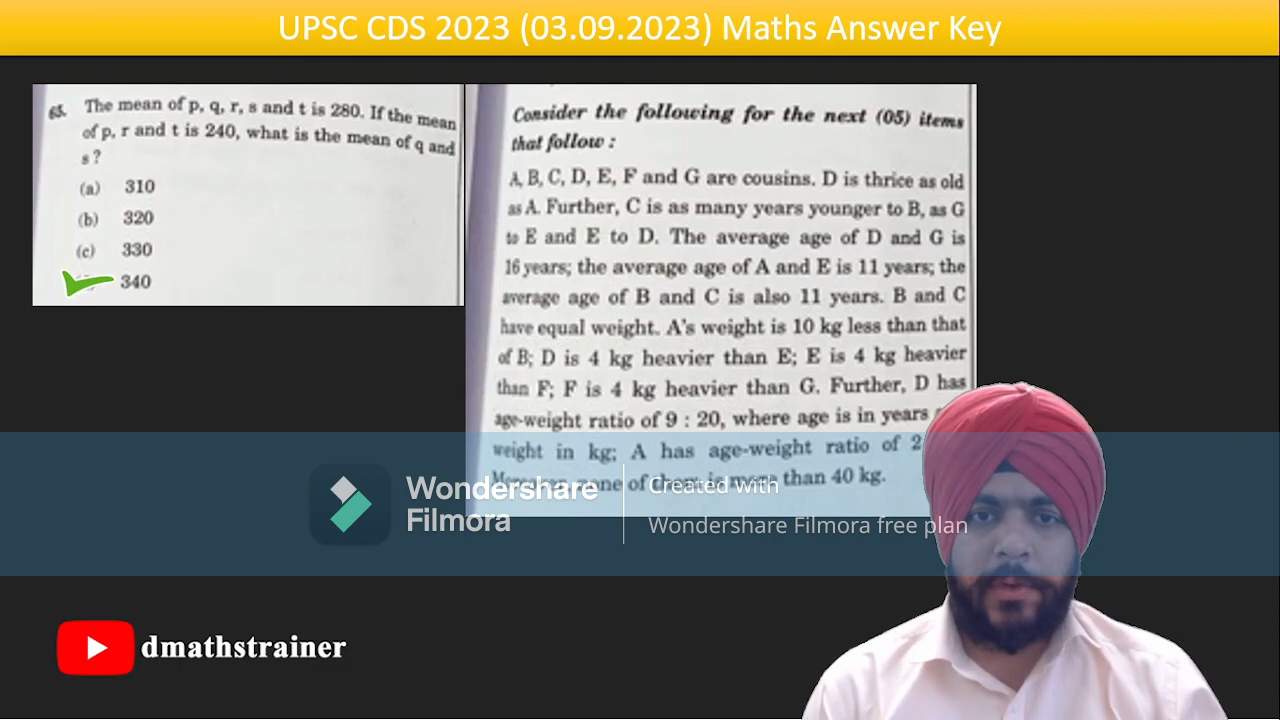 UPSC CDS 2023 (03.09.2023) Maths Answer Key
65. The mean of p, q, r, s and t is 280. If the mean
of p, r and t is 240, what is the mean of q and
s ?
(a) 310
(b) 320
(c) 330
340
Consider the following for the next (05) items
that follow :
A, B, C, D, E, F and G are cousins. D is thrice as old
as A. Further, C is as many years younger to B, as G
to E and E to D. The average age of D and G is
16 years; the average age of A and E is 11 years; the
average age of B and C is also 11 years. B and C
have equal weight. A's weight is 10 kg less than that
of B; D is 4 kg heavier than E; E is 4 kg heavier
than F; F is 4 kg heavier than G. Further, D has
age-weight ratio of 9 : 20, where age is in years
weight in kg; A has age-weight ratio of 2
none of them is more than 40 kg.
Wondershare
Filmora
Created with
Wondershare Filmora free plan
dmathstrainer